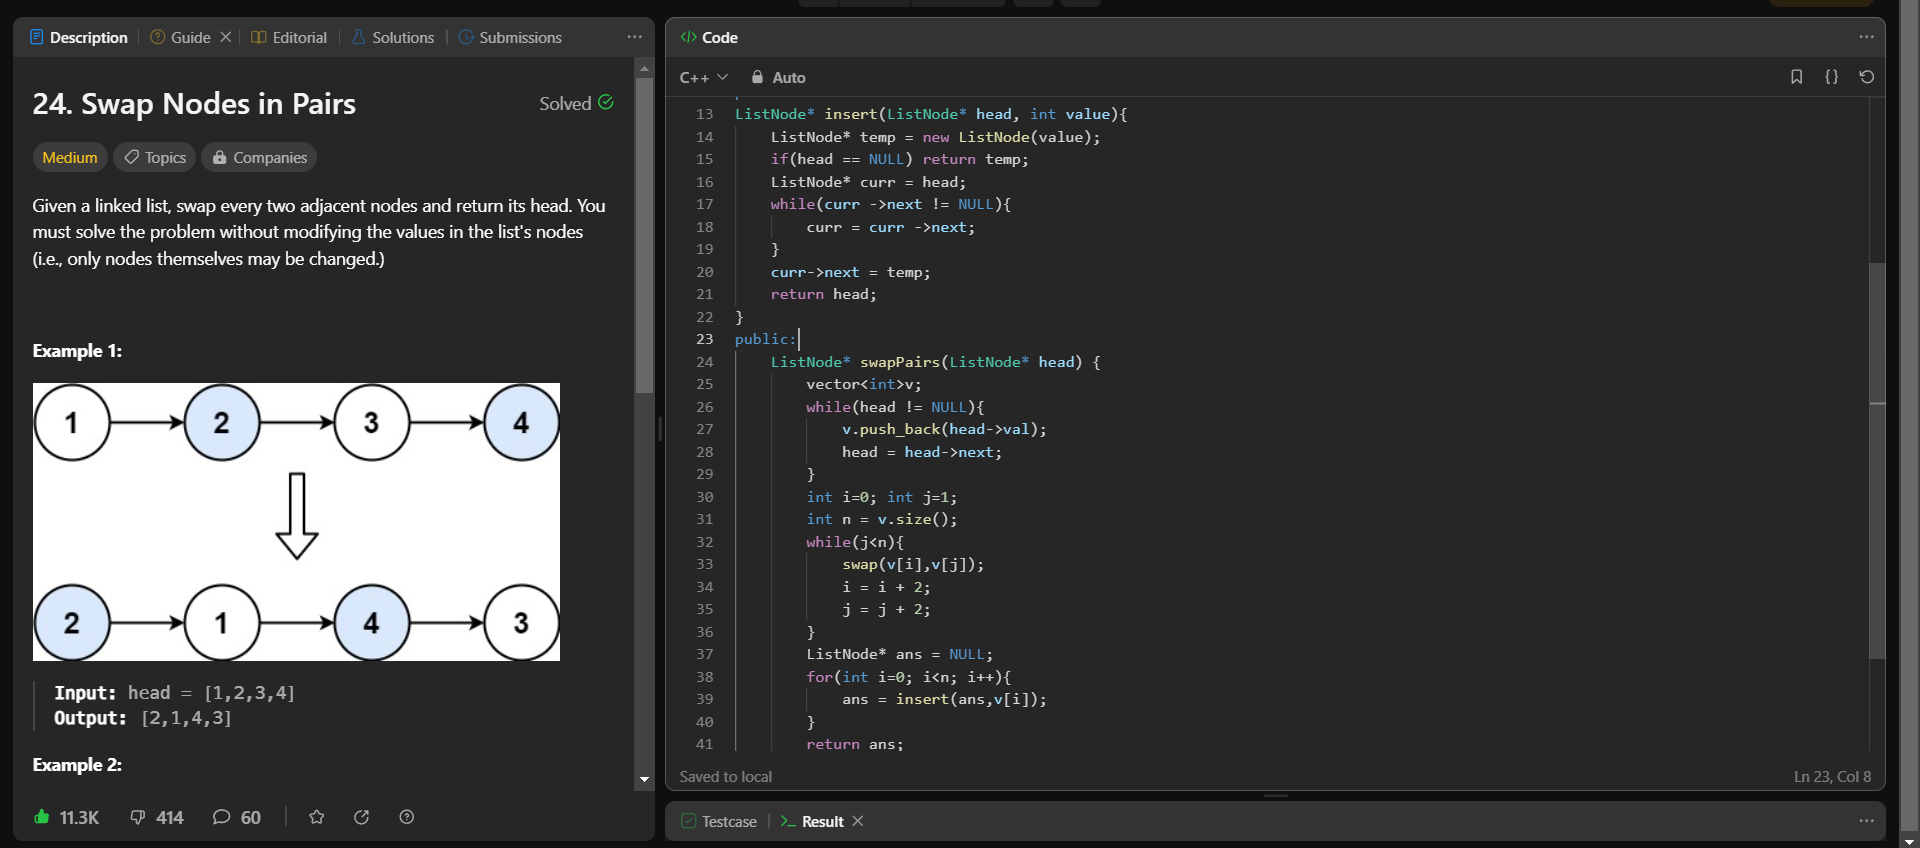 Description
Guide
Editorial
Solutions
Submissions
24. Swap Nodes in Pairs
Solved
Medium
Topics
Companies
Given a linked list, swap every two adjacent nodes and return its head. You
must solve the problem without modifying the values in the list's nodes
(i.e., only nodes themselves may be changed.)
Example 1:
1 2 3 4
2 1 4 3
Input: head = [1,2,3,4]
Output: [2,1,4,3]
Example 2:
11.3K
414
60
</> Code
C++
Auto
13 ListNode* insert(ListNode* head, int value){
14 ListNode* temp = new ListNode(value);
15 if(head == NULL) return temp;
16 ListNode* curr = head;
17 while(curr ->next != NULL){
18 curr = curr ->next;
19 }
20 curr->next = temp;
21 return head;
22 }
23 public:
24 ListNode* swapPairs(ListNode* head) {
25 vector<int>v;
26 while(head != NULL){
27 v.push_back(head->val);
28 head = head->next;
29 }
30 int i=0; int j=1;
31 int n = v.size();
32 while(j<n){
33 swap(v[i],v[j]);
34 i = i + 2;
35 j = j + 2;
36 }
37 ListNode* ans = NULL;
38 for(int i=0; i<n; i++){
39 ans = insert(ans,v[i]);
40 }
41 return ans;
Saved to local
Ln 23, Col 8
Testcase
>_ Result